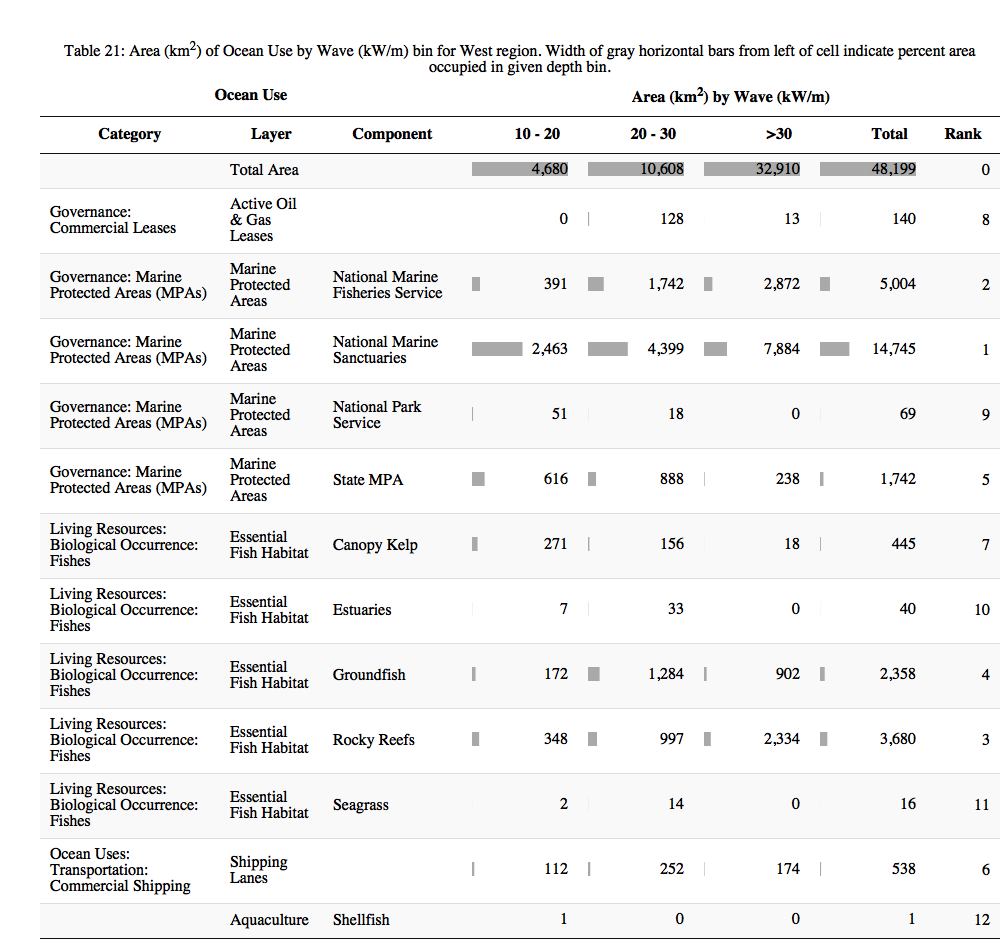 Table 21: Area (km2) of Ocean Use by Wave (kW/m) bin for West region. Width of gray horizontal bars from left of cell indicate percent area
occupied in given depth bin.
Ocean Use Area (km2) by Wave (kW/m)
Category Layer Component 10 - 20 20 - 30 >30 Total Rank
Total Area 4,680 10,608 32,910 48,199 0
Governance:
Commercial Leases
Active Oil
& Gas
Leases
0 128 13 140 8
Governance: Marine
Protected Areas (MPAs)
Marine
Protected
Areas
National Marine
Fisheries Service
391 1,742 2,872 5,004 2
Governance: Marine
Protected Areas (MPAs)
Marine
Protected
Areas
National Marine
Sanctuaries
2,463 4,399 7,884 14,745 1
Governance: Marine
Protected Areas (MPAs)
Marine
Protected
Areas
National Park
Service
51 18 0 69 9
Governance: Marine
Protected Areas (MPAs)
Marine
Protected
Areas
State MPA
616 888 238 1,742 5
Living Resources:
Biological Occurrence:
Fishes
Essential
Fish Habitat
Canopy Kelp
271 156 18 445 7
Living Resources:
Biological Occurrence:
Fishes
Essential
Fish Habitat
Estuaries
7 33 0 40 10
Living Resources:
Biological Occurrence:
Fishes
Essential
Fish Habitat
Groundfish
172 1,284 902 2,358 4
Living Resources:
Biological Occurrence:
Fishes
Essential
Fish Habitat
Rocky Reefs
348 997 2,334 3,680 3
Living Resources:
Biological Occurrence:
Fishes
Essential
Fish Habitat
Seagrass
2 14 0 16 11
Ocean Uses:
Transportation:
Commercial Shipping
Shipping
Lanes
112 252 174 538 6
Aquaculture Shellfish 1 0 0 1 12